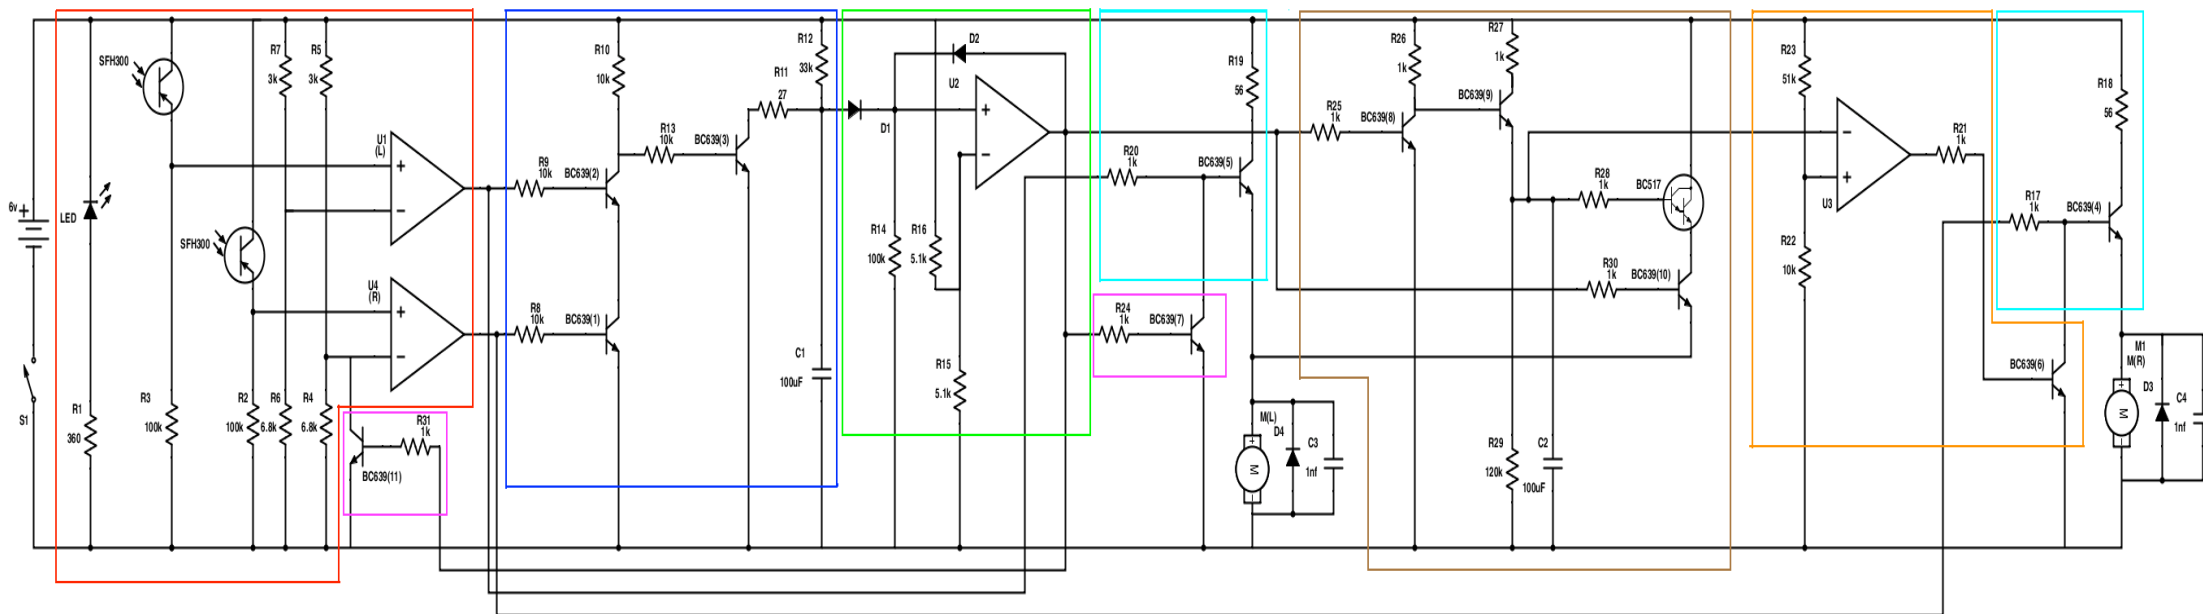 6v
+
S1
LED
R1
360
SFH300
R3
100k
SFH300
R2
100k
R7
3k
R6
6.8k
R5
3k
R4
6.8k
U1
(L)
+
−
U4
(R)
+
−
R31
1k
BC639(11)
R9
10k
BC639(2)
R8
10k
BC639(1)
R10
10k
R13
10k
BC639(3)
R11
27
R12
33k
C1
100uF
D1
D2
U2
+
−
R14
100k
R16
5.1k
R15
5.1k
R20
1k
BC639(5)
R19
56
R24
1k
BC639(7)
M(L)
D4
+
M
−
C3
1nf
R25
1k
BC639(8)
R26
1k
BC639(9)
R27
1k
R28
1k
BC517
R30
1k
BC639(10)
R29
120k
C2
100uF
R23
51k
R22
10k
−
+
U3
R21
1k
BC639(6)
R17
1k
BC639(4)
R18
56
M1
M(R)
D3
+
M
−
C4
1nf